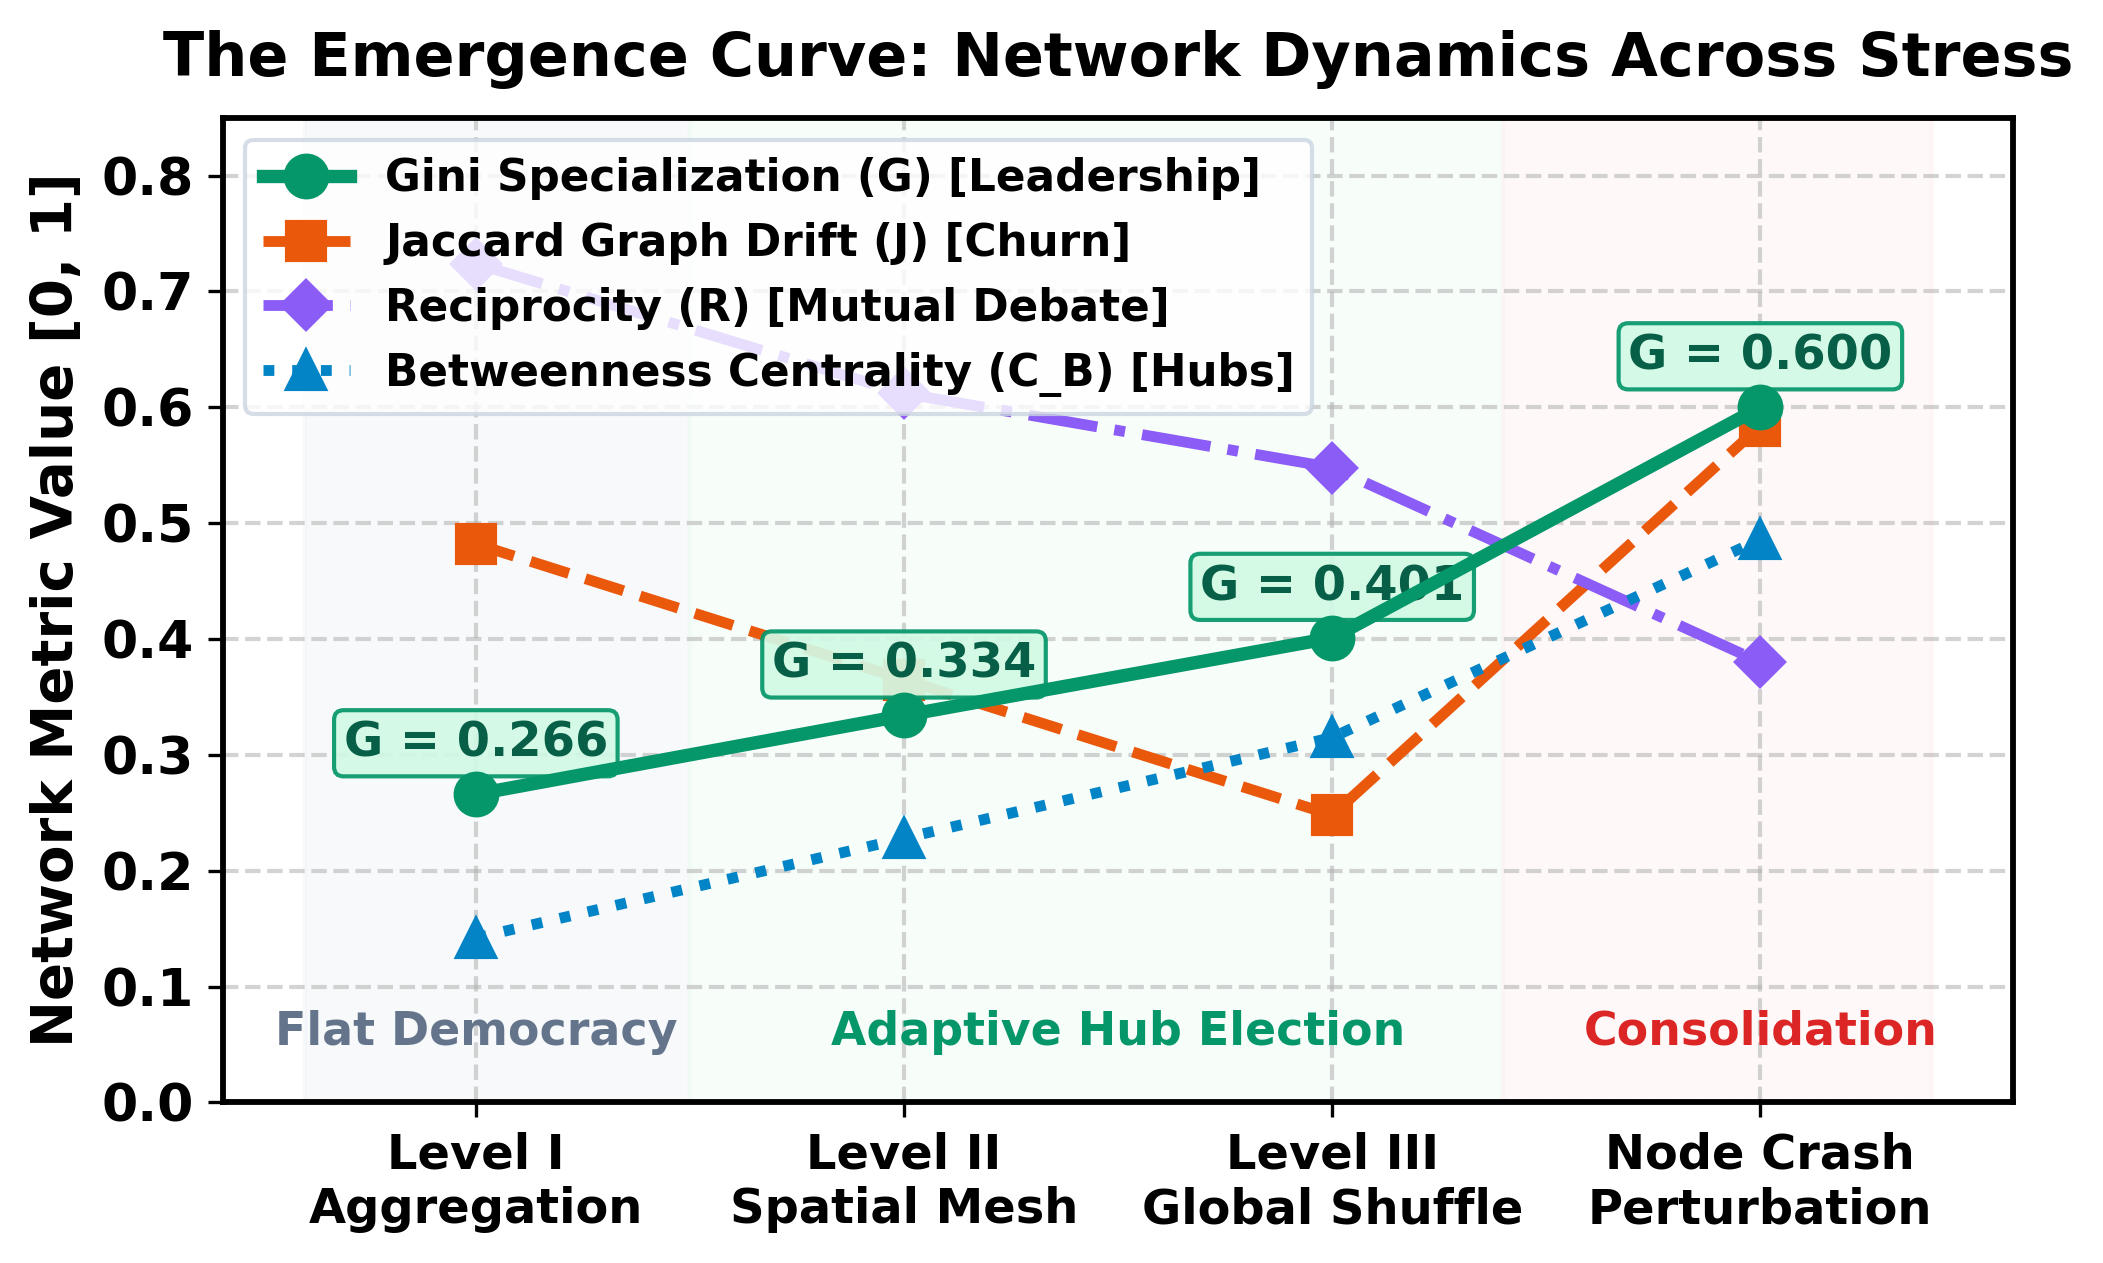 The Emergence Curve: Network Dynamics Across Stress
Network Metric Value [0, 1]
0.8
0.7
0.6
0.5
0.4
0.3
0.2
0.1
0.0
Gini Specialization (G) [Leadership]
Jaccard Graph Drift (J) [Churn]
Reciprocity (R) [Mutual Debate]
Betweenness Centrality (C_B) [Hubs]
G = 0.266
G = 0.334
G = 0.401
G = 0.600
Flat Democracy
Adaptive Hub Election
Consolidation
Level I
Aggregation
Level II
Spatial Mesh
Level III
Global Shuffle
Node Crash
Perturbation